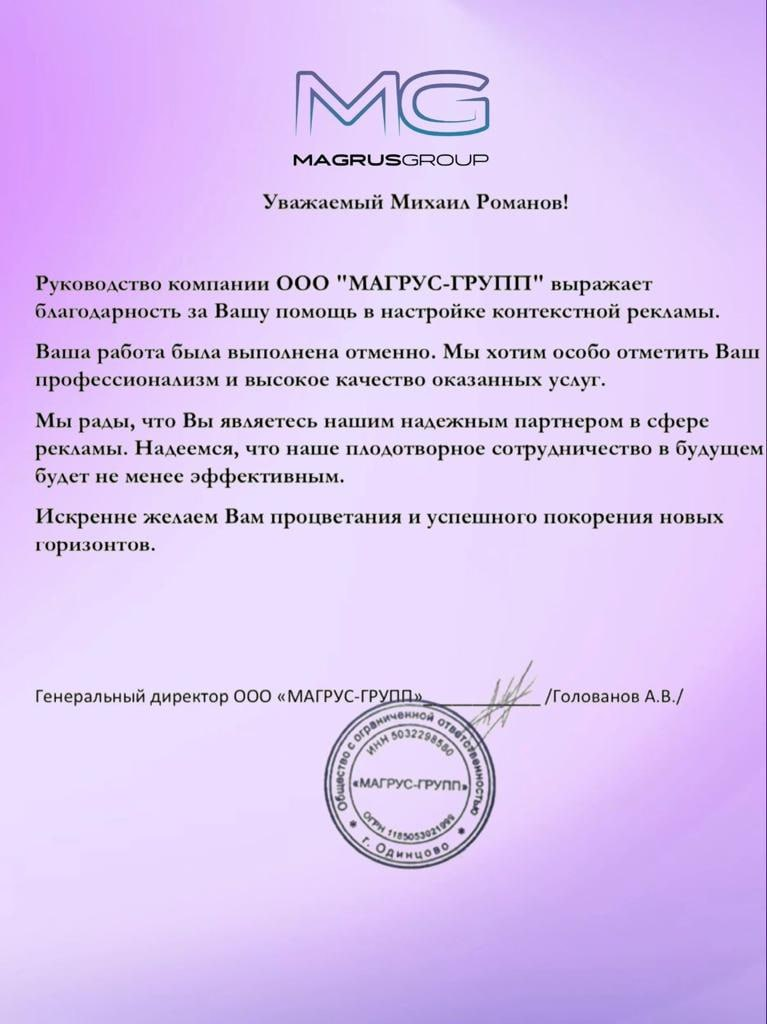 MG
MAGRUSGROUP
Уважаемый Михаил Романов!
Руководство компании ООО "МАГРУС-ГРУПП" выражает
благодарность за Вашу помощь в настройке контекстной рекламы.
Ваша работа была выполнена отменно. Мы хотим особо отметить Ваш
профессионализм и высокое качество оказанных услуг.
Мы рады, что Вы являетесь нашим надежным партнером в сфере
рекламы. Надеемся, что наше плодотворное сотрудничество в будущем
будет не менее эффективным.
Искренне желаем Вам процветания и успешного покорения новых
горизонтов.
Генеральный директор ООО «МАГРУС-ГРУПП»____________ /Голованов А.В./
Общество с ограниченной ответственностью
ИНН 5032298560
«МАГРУС-ГРУПП»
ОГРН 1185053021999
* г. Одинцово *